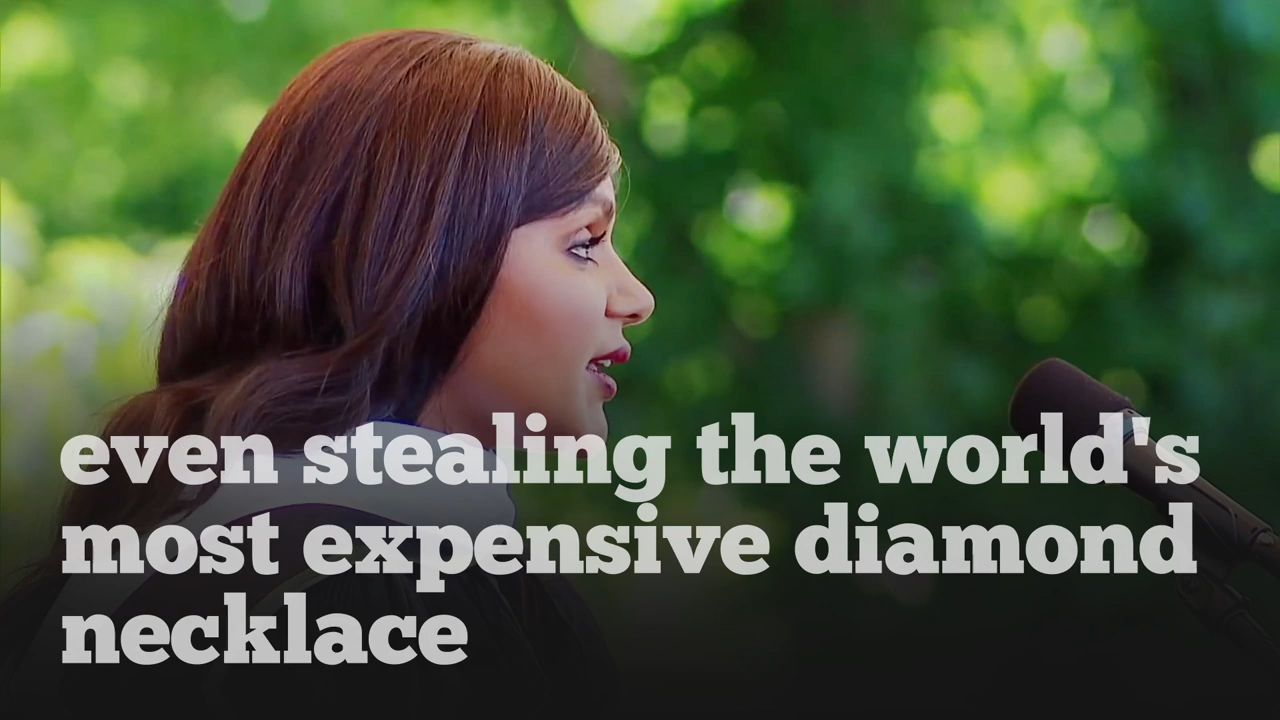 even stealing the world's
most expensive diamond
necklace